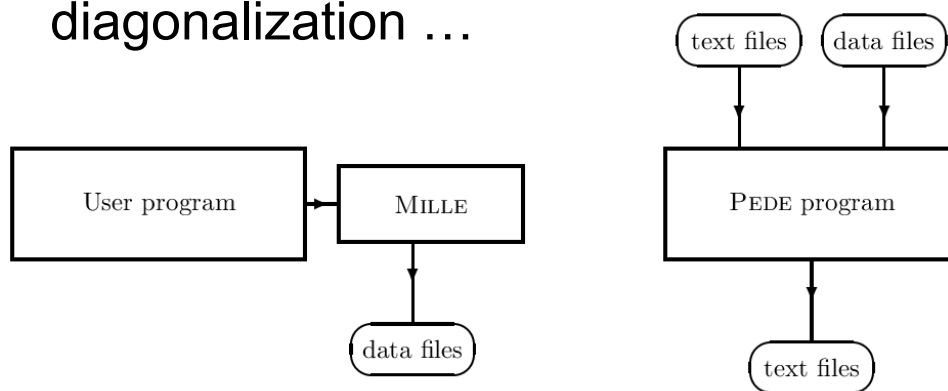 diagonalization …
text files
data files
User program
MILLE
PEDE program
data files
text files